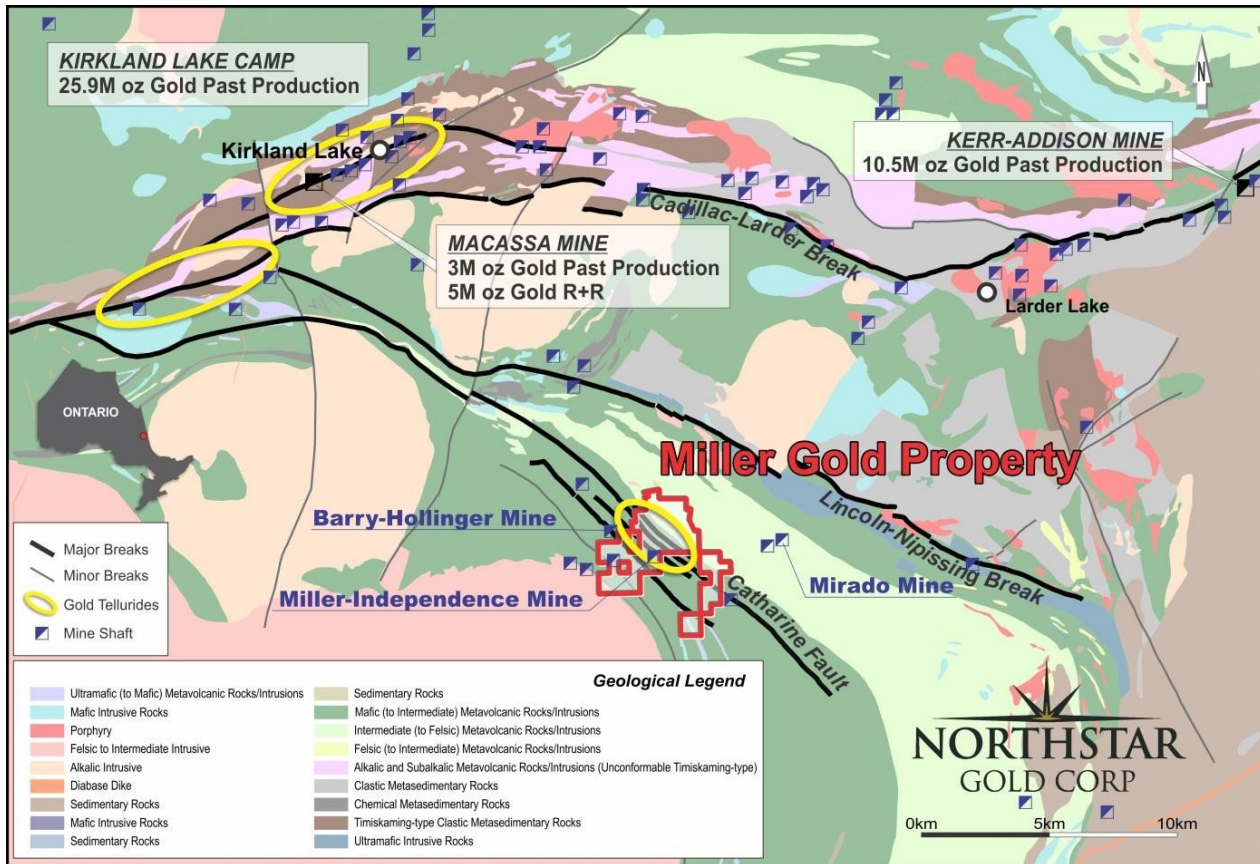 KIRKLAND LAKE CAMP
25.9M oz Gold Past Production
N
KERR-ADDISON MINE
10.5M oz Gold Past Production
Kirkland Lake
Cadillac-Larder Break
MACASSA MINE
3M oz Gold Past Production
5M oz Gold R+R
Larder Lake
ONTARIO
Miller Gold Property
Lincoln-Nipissing Break
Barry-Hollinger Mine
Miller-Independence Mine
Mirado Mine
Catharine Fault
Major Breaks
Minor Breaks
Gold Tellurides
Mine Shaft
Geological Legend
Ultramafic (to Mafic) Metavolcanic Rocks/Intrusions
Mafic Intrusive Rocks
Porphyry
Felsic to Intermediate Intrusive
Alkalic Intrusive
Diabase Dike
Sedimentary Rocks
Mafic Intrusive Rocks
Sedimentary Rocks
Sedimentary Rocks
Mafic (to Intermediate) Metavolcanic Rocks/Intrusions
Intermediate (to Felsic) Metavolcanic Rocks/Intrusions
Felsic (to Intermediate) Metavolcanic Rocks/Intrusions
Alkalic and Subalkalic Metavolcanic Rocks/Intrusions (Unconformable Timiskaming-type)
Clastic Metasedimentary Rocks
Chemical Metasedimentary Rocks
Timiskaming-type Clastic Metasedimentary Rocks
Ultramafic Intrusive Rocks
NORTHSTAR
GOLD CORP
0km 5km 10km